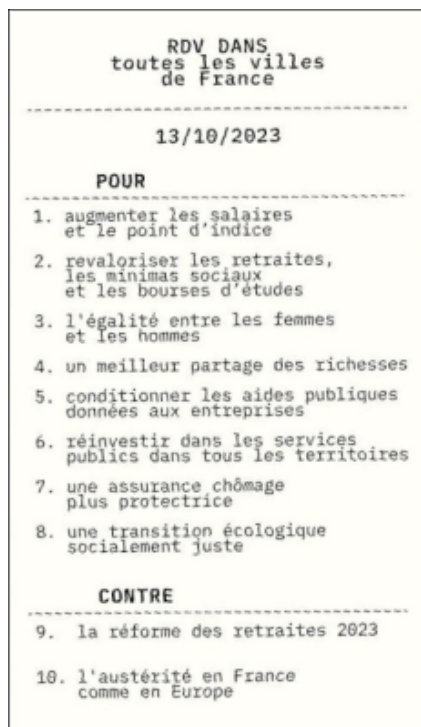 RDV DANS
toutes les villes
de France
13/10/2023
POUR
1. augmenter les salaires
et le point d'indice
2. revaloriser les retraites,
les minimas sociaux
et les bourses d'études
3. l'égalité entre les femmes
et les hommes
4. un meilleur partage des richesses
5. conditionner les aides publiques
données aux entreprises
6. réinvestir dans les services
publics dans tous les territoires
7. une assurance chômage
plus protectrice
8. une transition écologique
socialement juste
CONTRE
9. la réforme des retraites 2023
10. l'austérité en France
comme en Europe